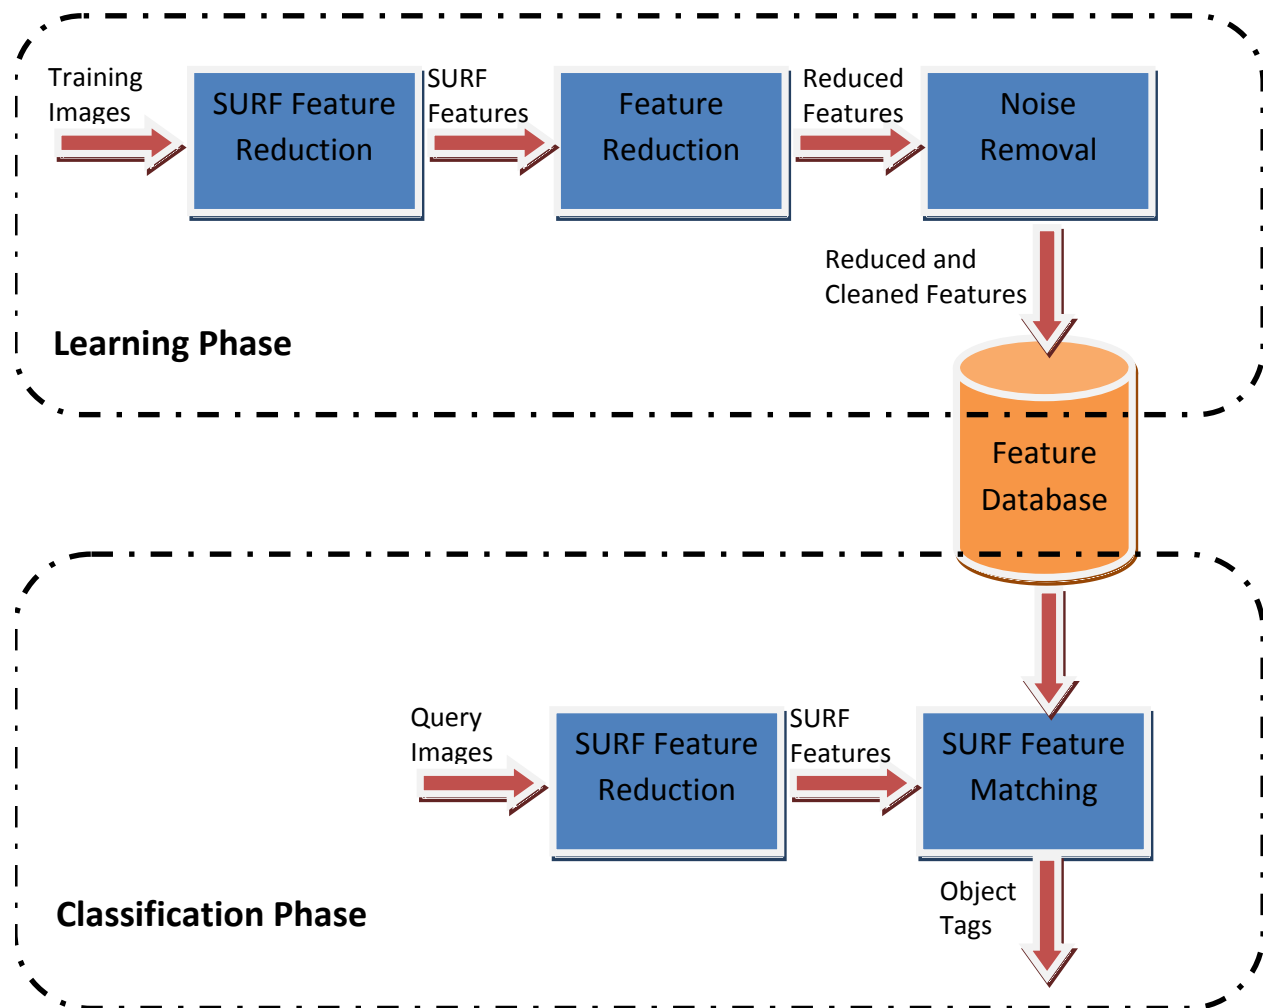 Training
Images
SURF Feature
Reduction
SURF
Features
Feature
Reduction
Reduced
Features
Noise
Removal
Reduced and
Cleaned Features
Learning Phase
Feature
Database
Query
Images
SURF Feature
Reduction
SURF
Features
SURF Feature
Matching
Object
Tags
Classification Phase